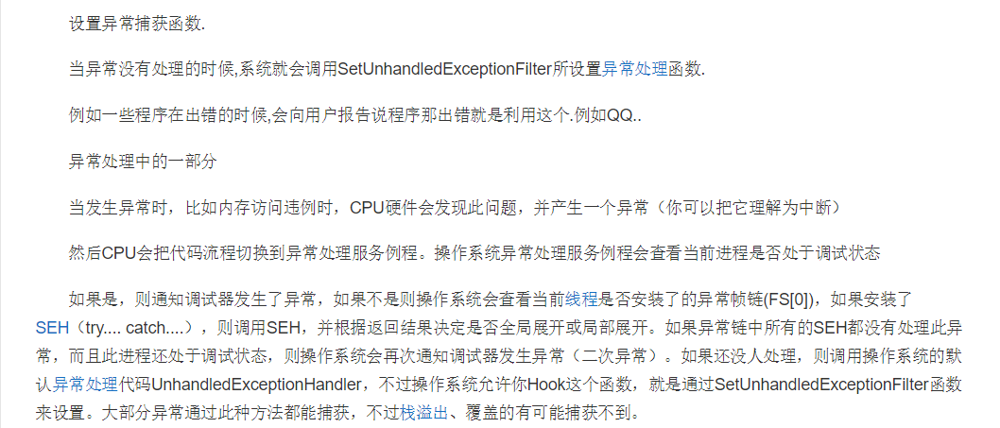 设置异常捕获函数.
当异常没有处理的时候,系统就会调用SetUnhandledExceptionFilter所设置异常处理函数.
例如一些程序在出错的时候,会向用户报告说程序那出错就是利用这个.例如QQ..
异常处理中的一部分
当发生异常时，比如内存访问违例时，CPU硬件会发现此问题，并产生一个异常（你可以把它理解为中断）
然后CPU会把代码流程切换到异常处理服务例程。操作系统异常处理服务例程会查看当前进程是否处于调试状态
如果是，则通知调试器发生了异常，如果不是则操作系统会查看当前线程是否安装了的异常帧链(FS[0])，如果安装了
SEH（try.... catch....），则调用SEH，并根据返回结果决定是否全局展开或局部展开。如果异常链中所有的SEH都没有处理此异
常，而且此进程还处于调试状态，则操作系统会再次通知调试器发生异常（二次异常）。如果还没人处理，则调用操作系统的默
认异常处理代码UnhandledExceptionHandler，不过操作系统允许你Hook这个函数，就是通过SetUnhandledExceptionFilter函数
来设置。大部分异常通过此种方法都能捕获，不过栈溢出、覆盖的有可能捕获不到。